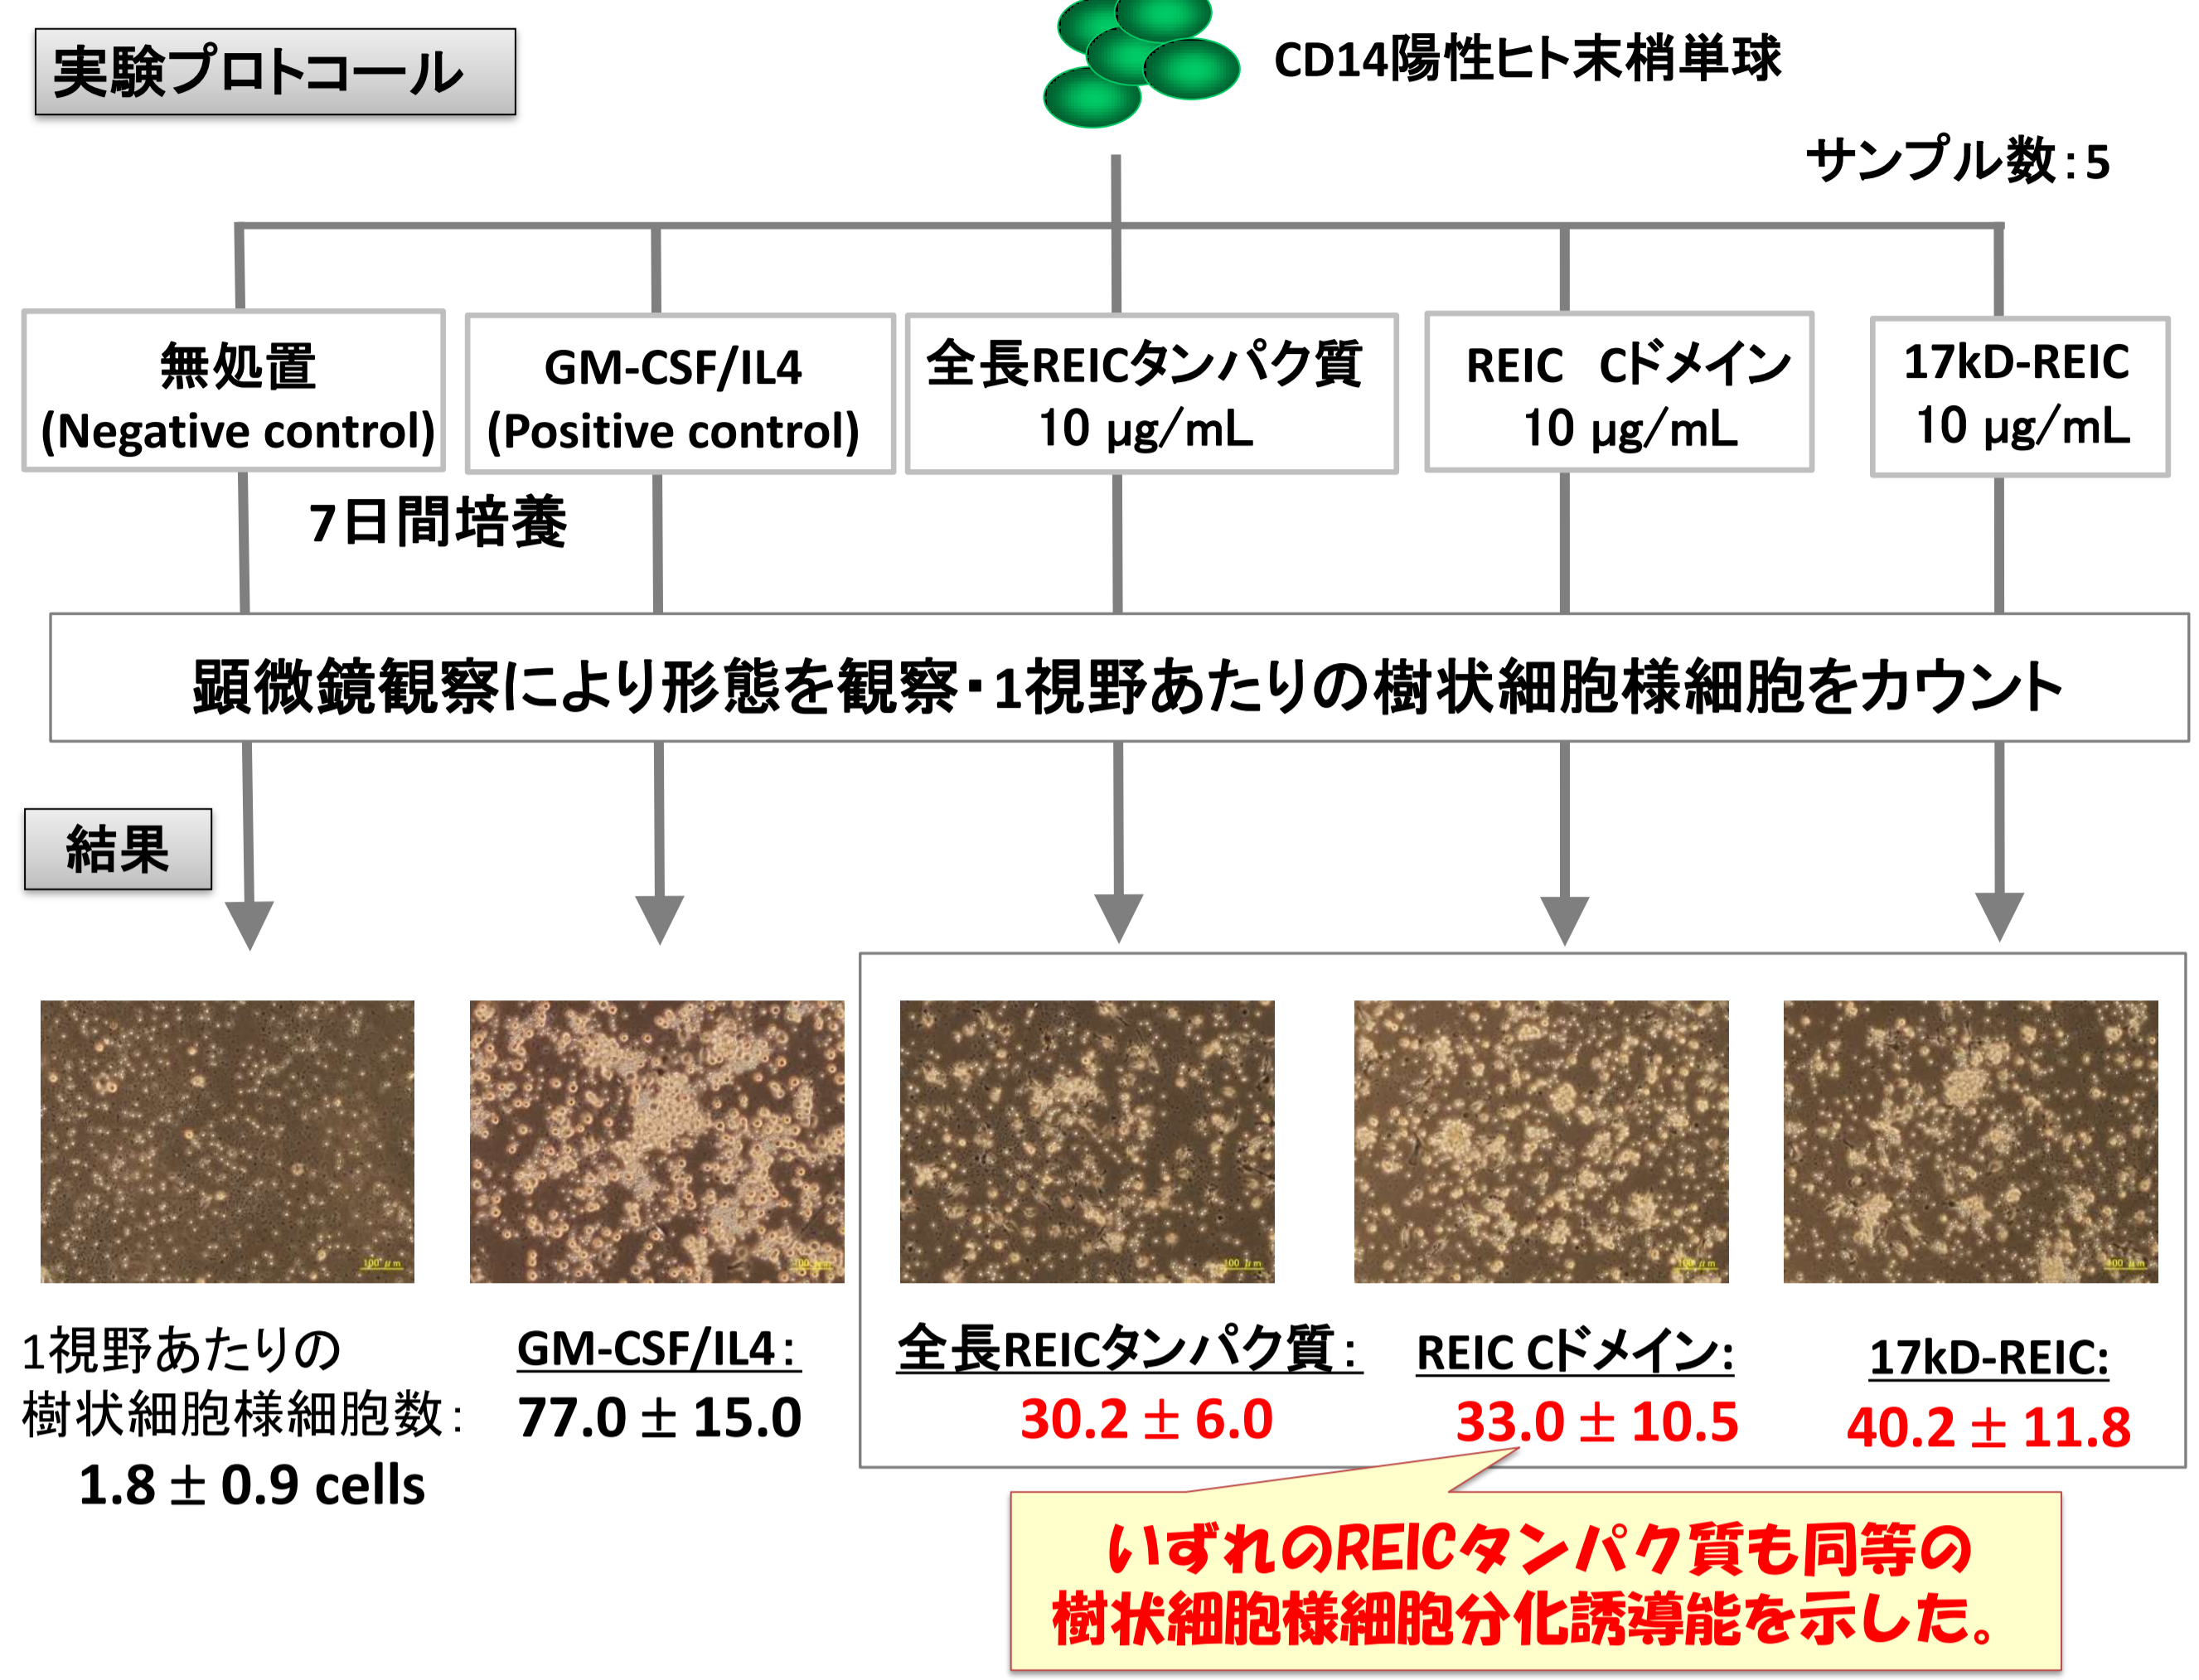 実験プロトコール
CD14陽性ヒト末梢単球
サンプル数:5
無処置
(Negative control)
GM-CSF/IL4
(Positive control)
全長REICタンパク質
10 μg/mL
REIC Cドメイン
10 μg/mL
17kD-REIC
10 μg/mL
7日間培養
顕微鏡観察により形態を観察・1視野あたりの樹状細胞様細胞をカウント
結果
100 μm
100 μm
100 μm
100 μm
100 μm
1視野あたりの
樹状細胞様細胞数:
1.8 ± 0.9 cells
GM-CSF/IL4:
77.0 ± 15.0
全長REICタンパク質:
30.2 ± 6.0
REIC Cドメイン:
33.0 ± 10.5
17kD-REIC:
40.2 ± 11.8
いずれのREICタンパク質も同等の
樹状細胞様細胞分化誘導能を示した。